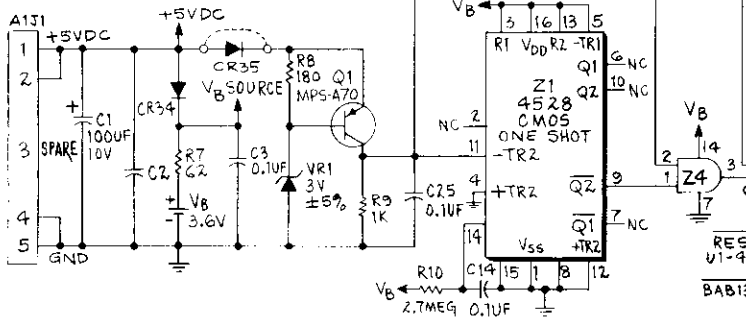 A1J1
1
2
3
4
5
SPARE
GND
+5VDC
+5VDC
+
C1
100UF
10V
C2
CR34
R7
62
+
-
VB
3.6V
CR35
VB SOURCE
C3
0.1UF
R8
180
Q1
MPS-A70
VR1
3V
±5%
R9
1K
C25
0.1UF
VB
3
16
13
5
R1
VDD
R2
-TR1
Q1
6
NC
Q2
10
NC
Z1
4528
CMOS
ONE SHOT
NC
2
11
-TR2
4
+TR2
Q2
9
Q1
7
NC
14
VSS
+TR2
15
1
8
12
VB
R10
2.7MEG
C14
0.1UF
VB
14
2
1
Z4
3
7
RES
U1-4
BAB13